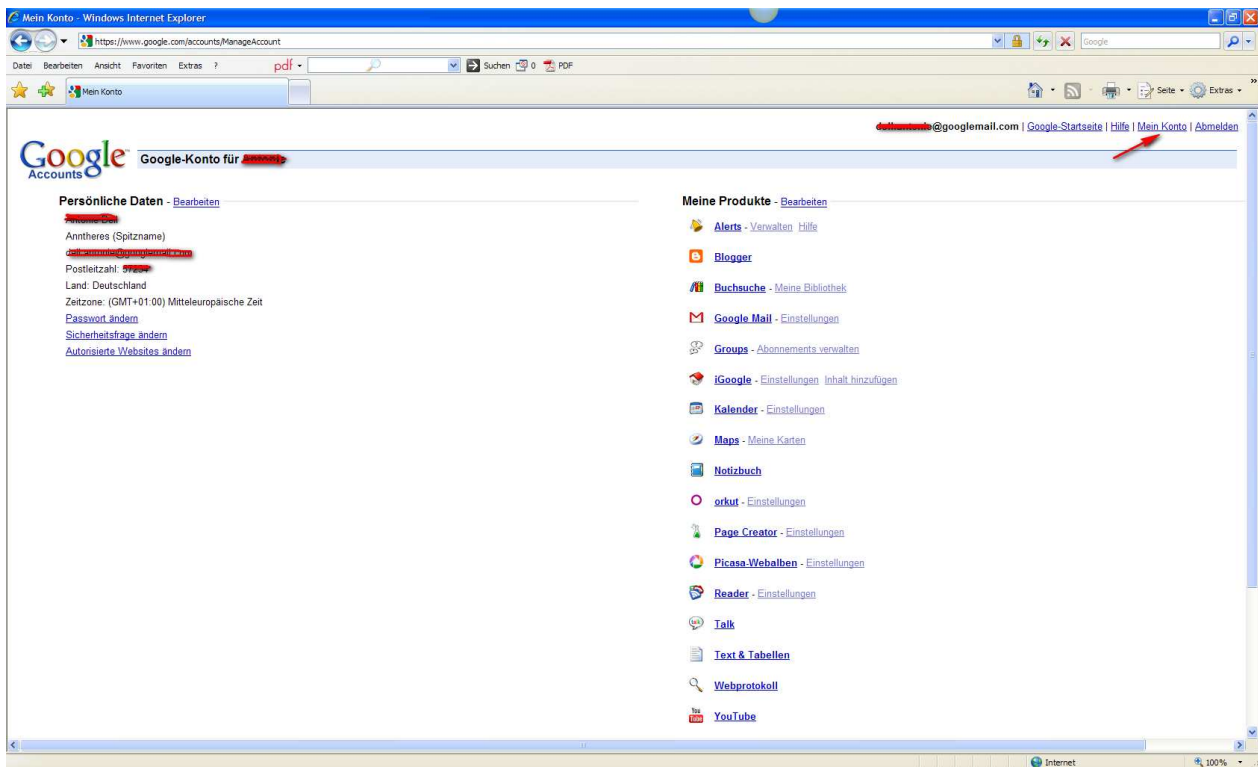 Mein Konto - Windows Internet Explorer
https://www.google.com/accounts/ManageAccount
Google
Datei Bearbeiten Ansicht Favoriten Extras ?
pdf
Suchen 0 PDF
Mein Konto
Seite Extras
@googlemail.com | Google-Startseite | Hilfe | Mein Konto | Abmelden
Google Accounts
Google-Konto für
Persönliche Daten - Bearbeiten
Anntheres (Spitzname)
Postleitzahl:
Land: Deutschland
Zeitzone: (GMT+01:00) Mitteleuropäische Zeit
Passwort ändern
Sicherheitsfrage ändern
Autorisierte Websites ändern
Meine Produkte - Bearbeiten
Alerts - Verwalten Hilfe
Blogger
Buchsuche - Meine Bibliothek
Google Mail - Einstellungen
Groups - Abonnements verwalten
iGoogle - Einstellungen Inhalt hinzufügen
Kalender - Einstellungen
Maps - Meine Karten
Notizbuch
orkut - Einstellungen
Page Creator - Einstellungen
Picasa-Webalben - Einstellungen
Reader - Einstellungen
Talk
Text & Tabellen
Webprotokoll
You Tube YouTube
Internet
100%